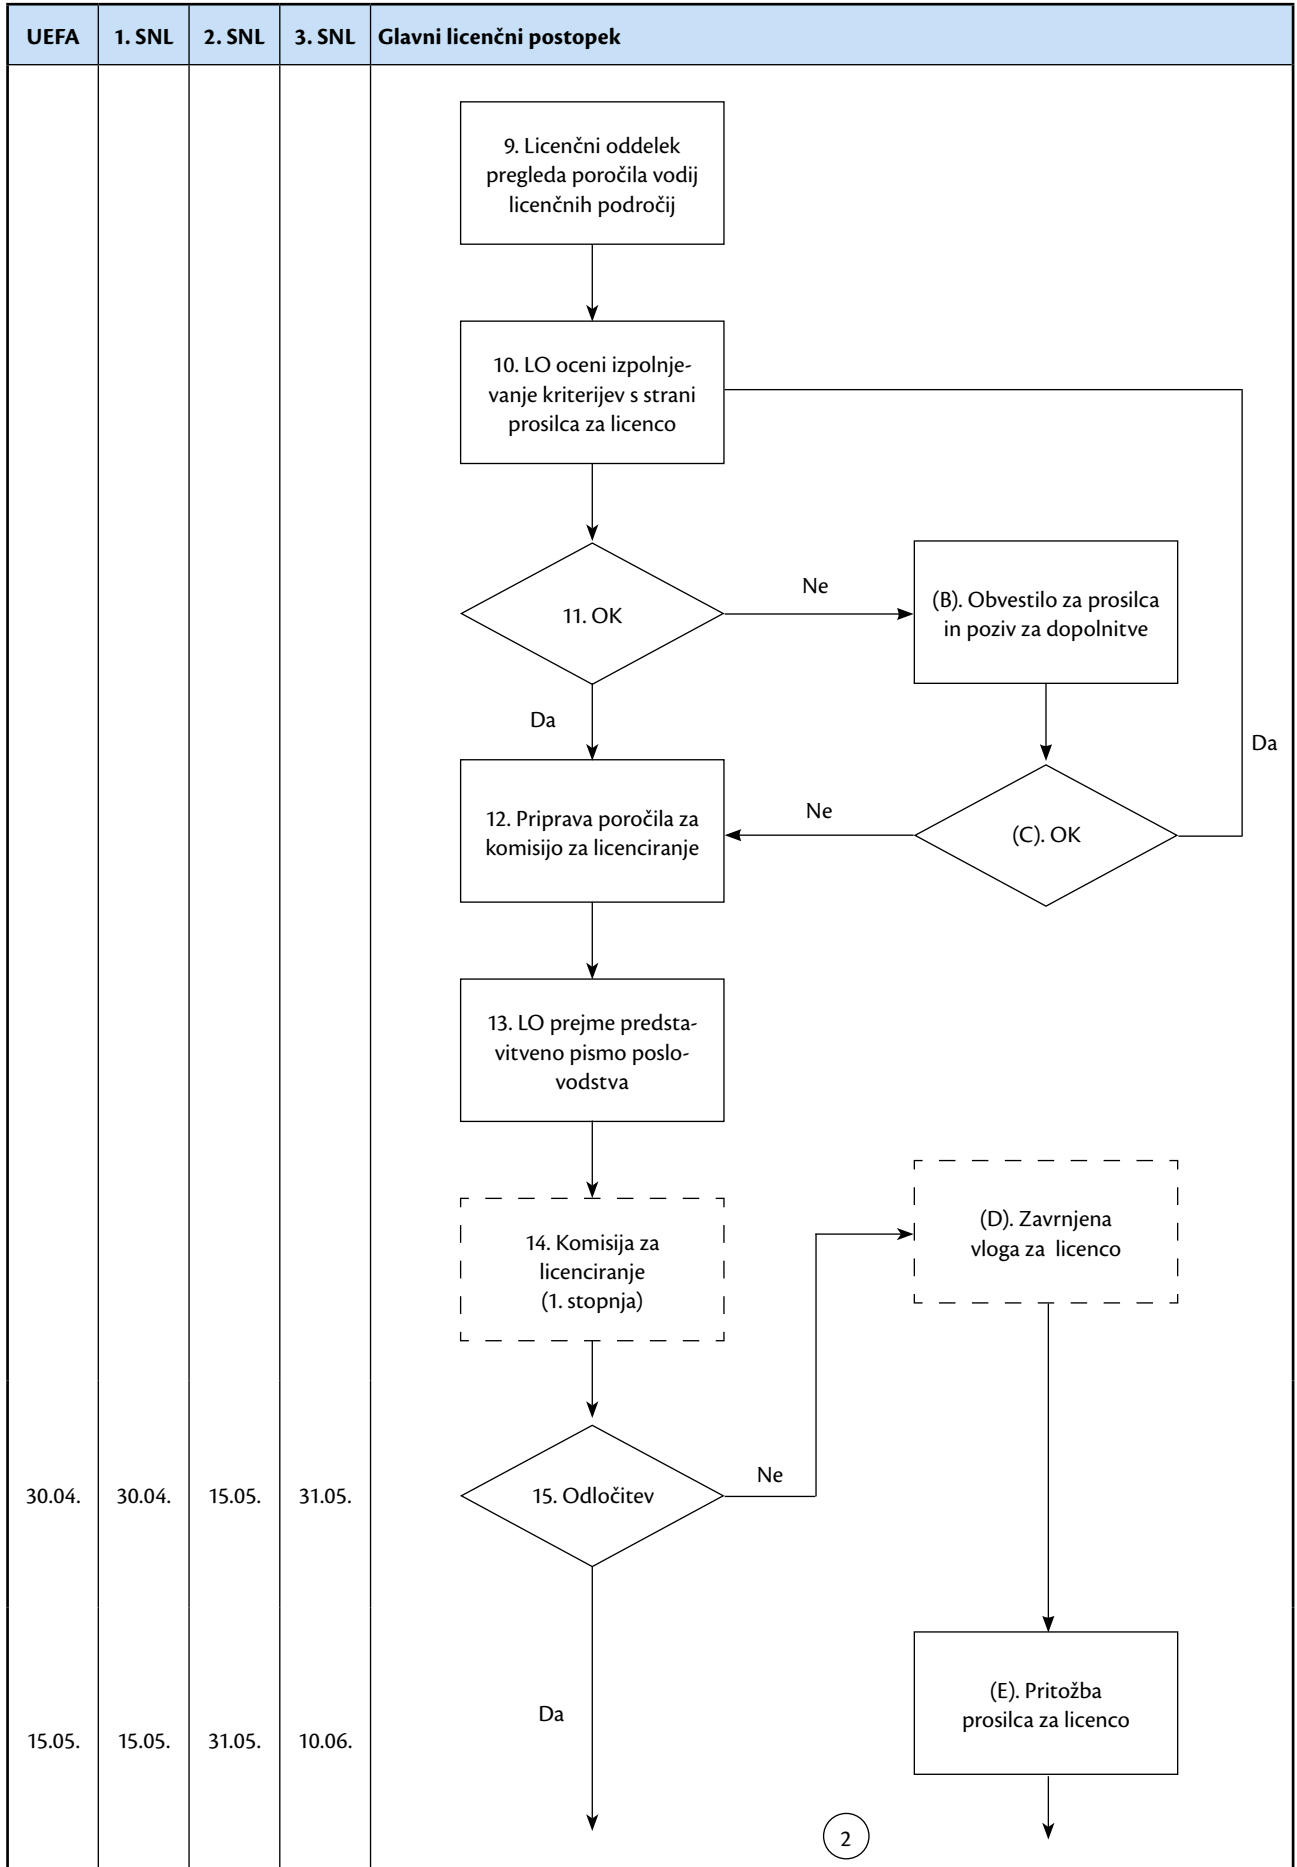 UEFA 1. SNL 2. SNL 3. SNL Glavni licenčni postopek
9. Licenčni oddelek
pregleda poročila vodij
licenčnih področij
10. LO oceni izpolnje-
vanje kriterijev s strani
prosilca za licenco
11. OK
Ne
(B). Obvestilo za prosilca
in poziv za dopolnitve
Da
Da
12. Priprava poročila za
komisijo za licenciranje
Ne
(C). OK
13. LO prejme predsta-
vitveno pismo poslo-
vodstva
14. Komisija za
licenciranje
(1. stopnja)
(D). Zavrnjena
vloga za licenco
30.04. 30.04. 15.05. 31.05.
15. Odločitev
Ne
(E). Pritožba
prosilca za licenco
Da
15.05. 15.05. 31.05. 10.06.
2